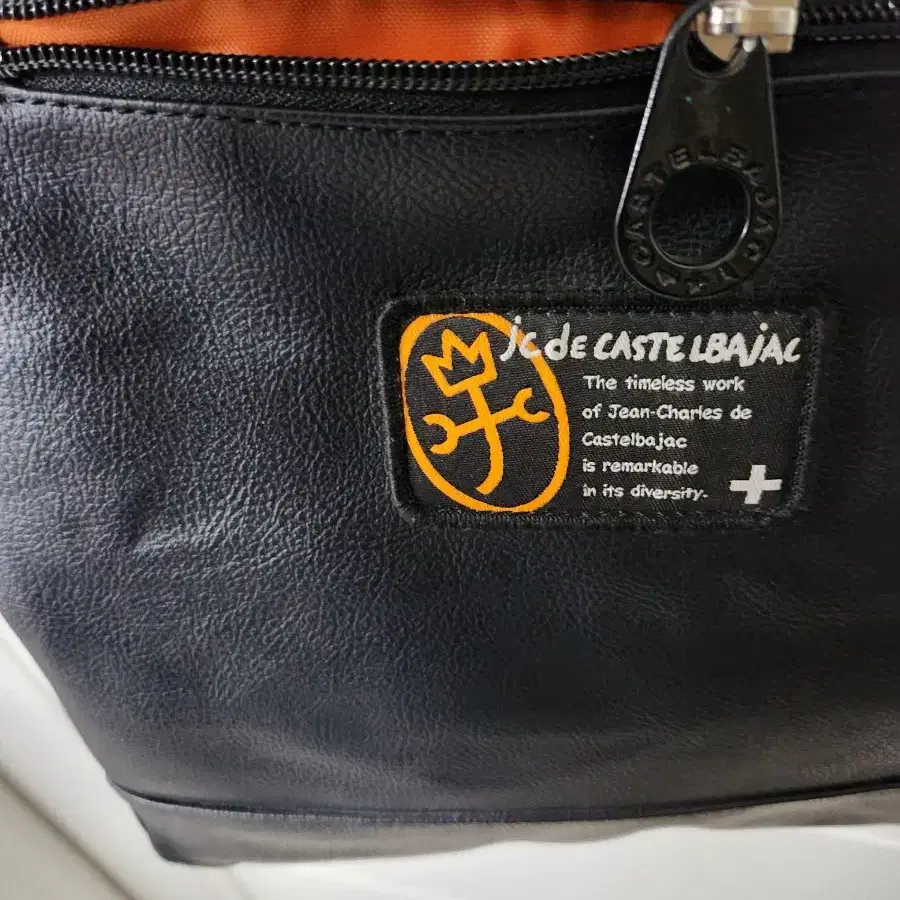 CASTELBAJAC
jc de CASTELBAJAC
The timeless work
of Jean-Charles de
Castelbajac
is remarkable
in its diversity.